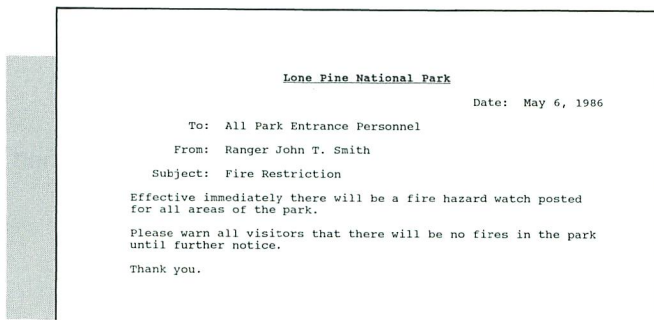 Lone Pine National Park
Date: May 6, 1986
To: All Park Entrance Personnel
From: Ranger John T. Smith
Subject: Fire Restriction
Effective immediately there will be a fire hazard watch posted
for all areas of the park.
Please warn all visitors that there will be no fires in the park
until further notice.
Thank you.